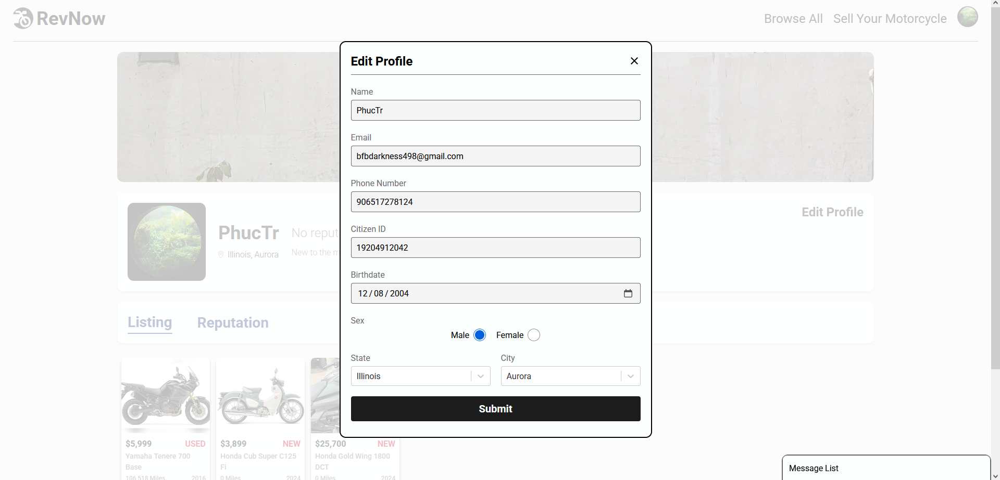 RevNow
Browse All Sell Your Motorcycle
Edit Profile
Name
PhucTr
Email
bfbdarkness498@gmail.com
Phone Number
906517278124
Citizen ID
19204912042
Birthdate
12 / 08 / 2004
Sex
Male Female
State City
Illinois Aurora
Submit
Edit Profile
PhucTr No reput
Illinois, Aurora New to the m
Listing Reputation
$5,999 USED
Yamaha Tenere 700
Base
106,518 Miles 2016
$3,899 NEW
Honda Cub Super C125
Fi
0 Miles 2024
$25,700 NEW
Honda Gold Wing 1800
DCT
0 Miles 2024
Message List